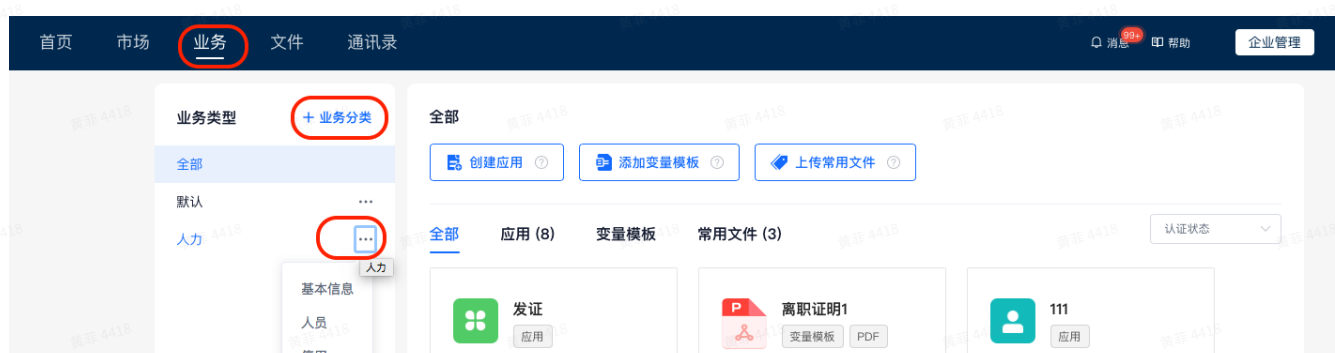 首页 市场 业务 文件 通讯录 99+ 帮助 企业管理
业务类型 + 业务分类 全部
全部 创建应用 添加变量模板 上传常用文件
默认
人力 全部 应用 (8) 变量模板 常用文件 (3) 认证状态
人力
基本信息
发证 离职证明1 111
人员
应用 变量模板 PDF 应用
黄菲 4418